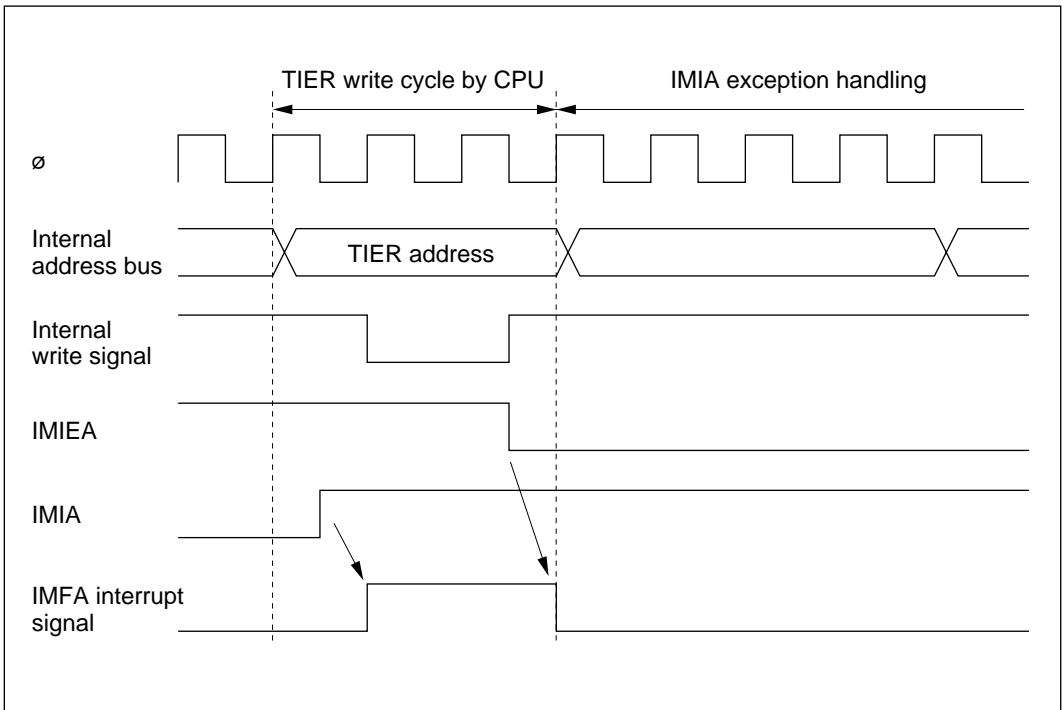 TIER write cycle by CPU
IMIA exception handling
ø
Internal
address bus
TIER address
Internal
write signal
IMIEA
IMIA
IMFA interrupt
signal